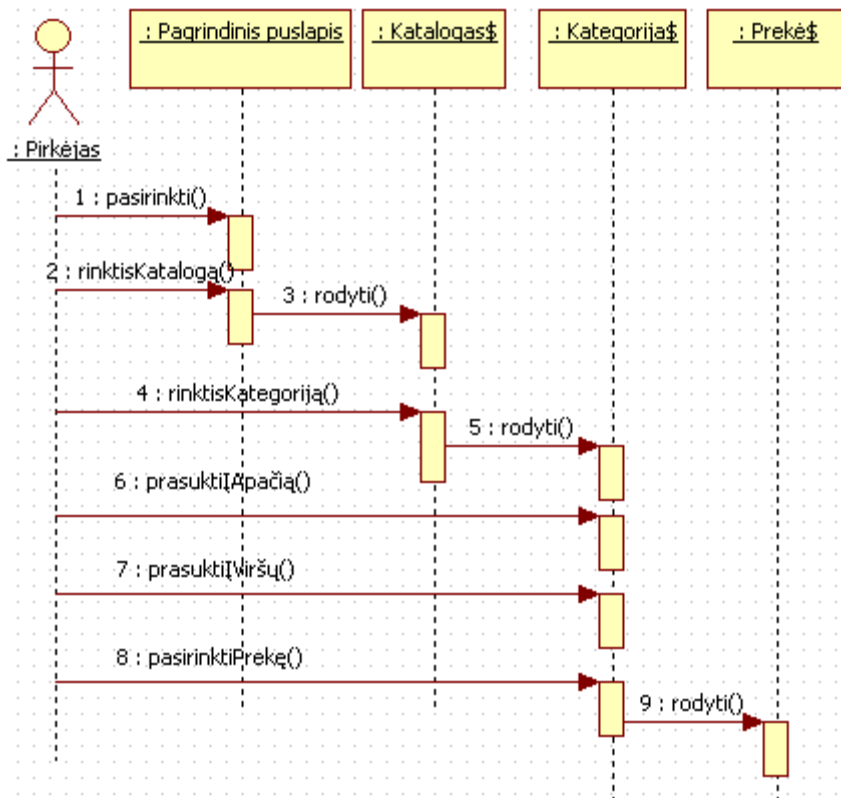 : Pagrindinis puslapis
: Katalogas$
: Kategorija$
: Prekė$
: Pirkėjas
1 : pasirinkti()
2 : rinktisKatalogą()
3 : rodyti()
4 : rinktisKategoriją()
5 : rodyti()
6 : prasuktiĮApačią()
7 : prasuktiĮViršų()
8 : pasirinktiPrekę()
9 : rodyti()